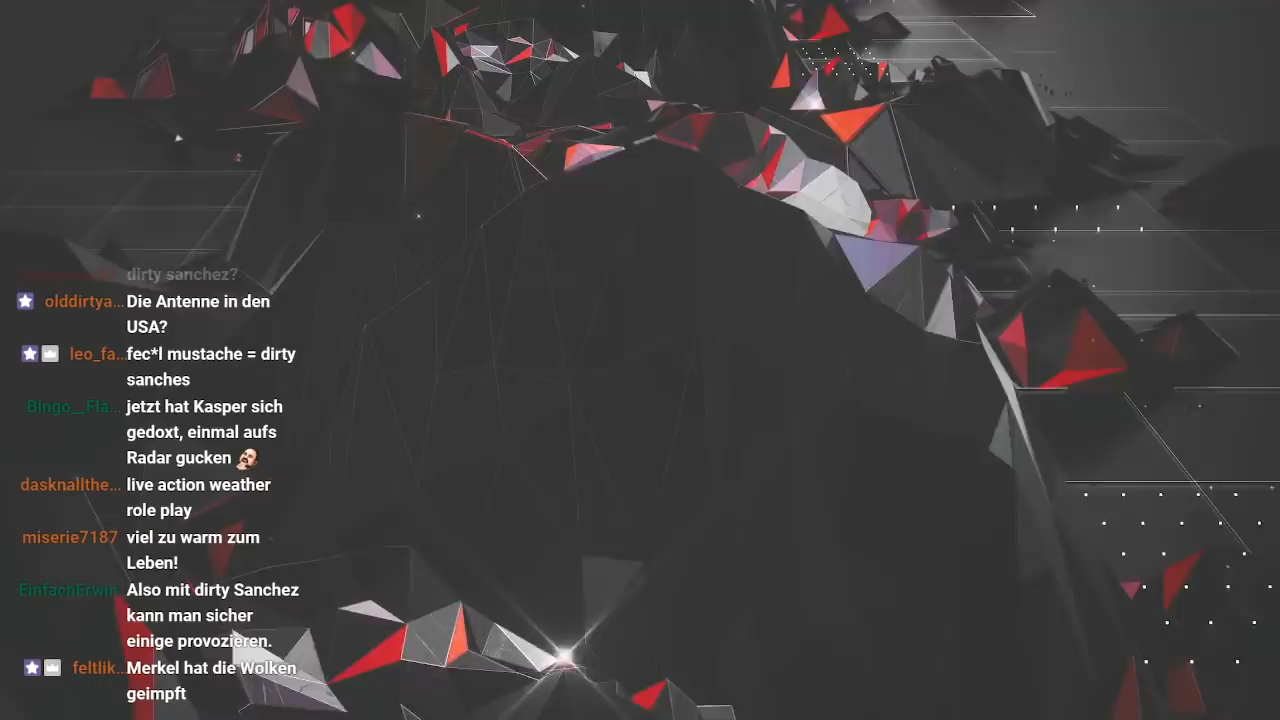 dirty sanchez?
olddirtya... Die Antenne in den
USA?
leo_fa... fec*l mustache = dirty
sanches
Bingo__Fla... jetzt hat Kasper sich
gedoxt, einmal aufs
Radar gucken
dasknallthe... live action weather
role play
miserie7187 viel zu warm zum
Leben!
EinfachErwin Also mit dirty Sanchez
kann man sicher
einige provozieren.
feltlik... Merkel hat die Wolken
geimpft